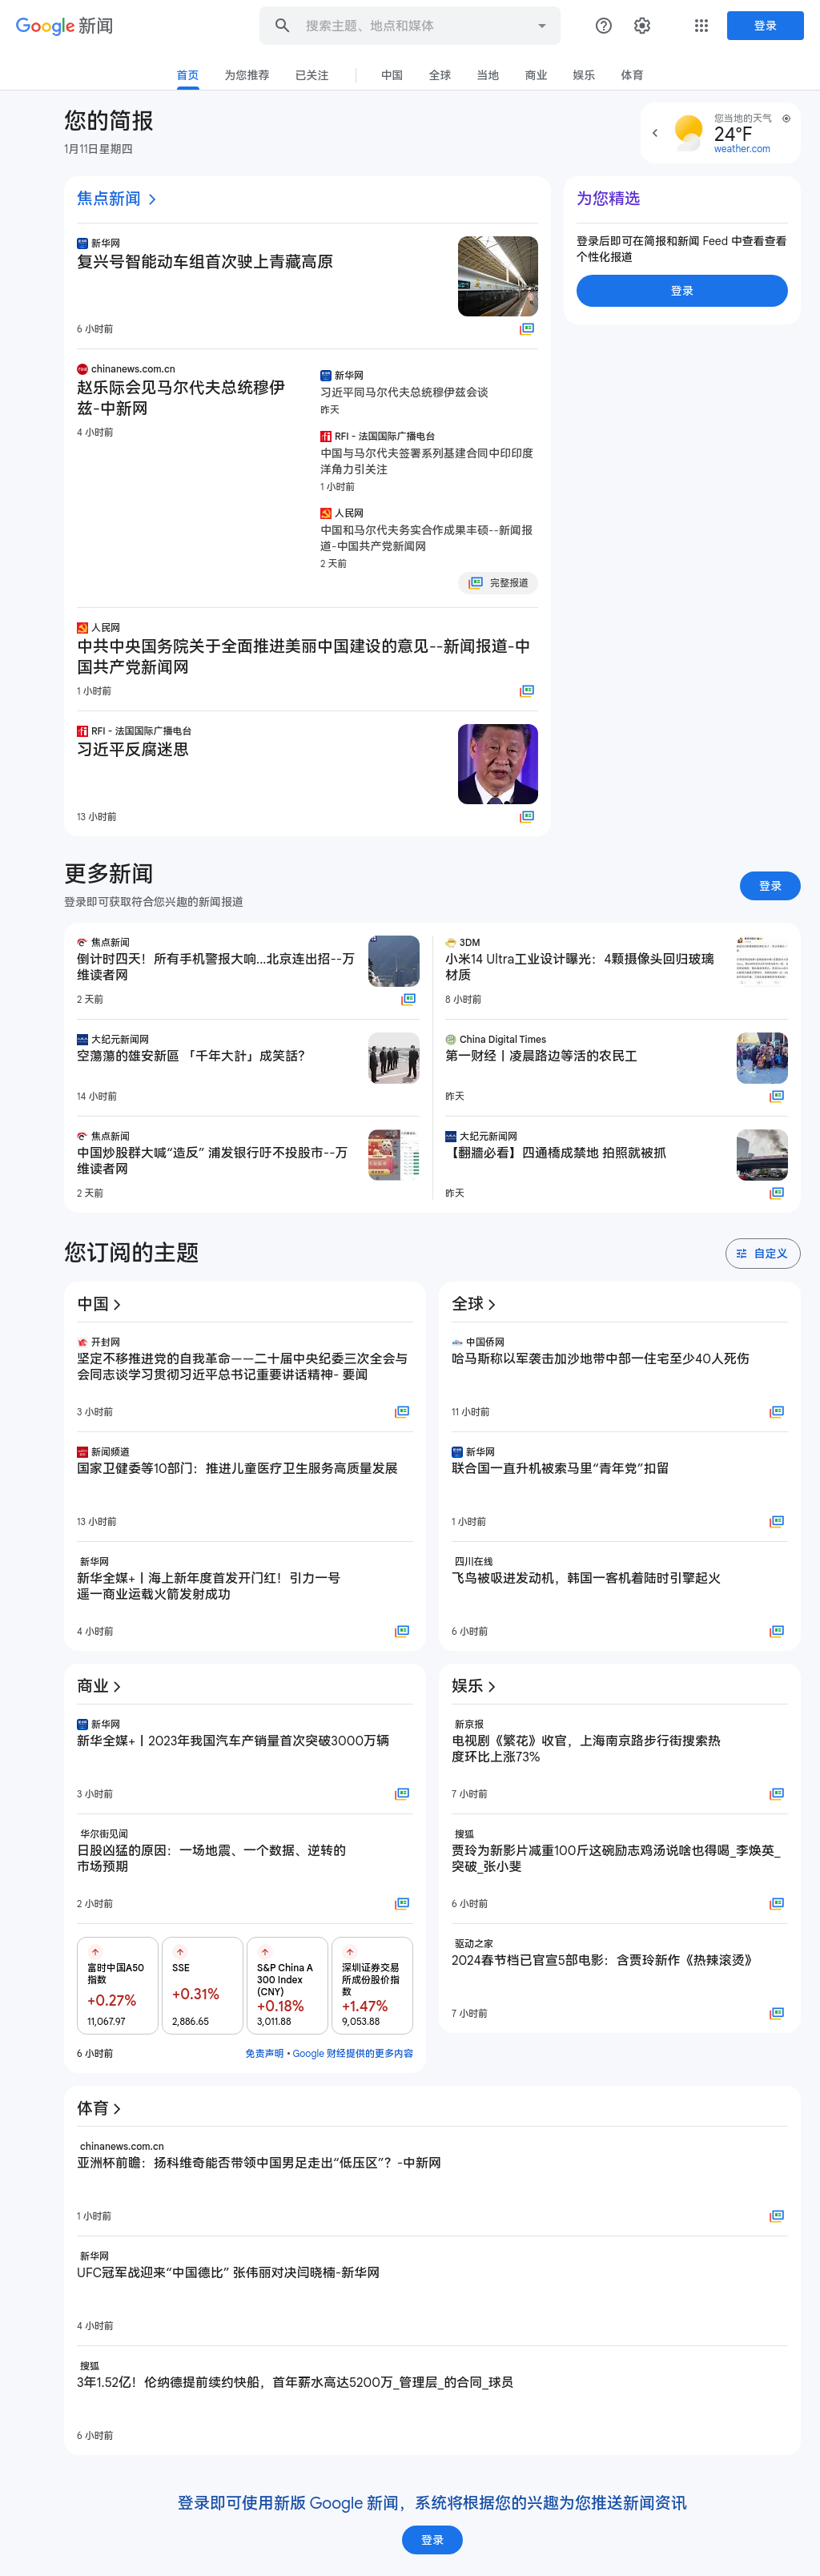 Google 新闻
搜索主题、地点和媒体
登录
首页
为您推荐
已关注
中国
全球
当地
商业
娱乐
体育
您的简报
1月11日星期四
您当地的天气
24°F
weather.com
焦点新闻
新华网
复兴号智能动车组首次驶上青藏高原
6 小时前
chinanews.com.cn
赵乐际会见马尔代夫总统穆伊
兹-中新网
4 小时前
新华网
习近平同马尔代夫总统穆伊兹会谈
昨天
RFI - 法国国际广播电台
中国与马尔代夫签署系列基建合同中印印度
洋角力引关注
1 小时前
人民网
中国和马尔代夫务实合作成果丰硕--新闻报
道-中国共产党新闻网
2 天前
完整报道
人民网
中共中央国务院关于全面推进美丽中国建设的意见--新闻报道-中
国共产党新闻网
1 小时前
RFI - 法国国际广播电台
习近平反腐迷思
13 小时前
为您精选
登录后即可在简报和新闻 Feed 中查看查看
个性化报道
登录
更多新闻
登录即可获取符合您兴趣的新闻报道
登录
焦点新闻
倒计时四天！所有手机警报大响...北京连出招--万
维读者网
2 天前
大纪元新闻网
空蕩蕩的雄安新區 「千年大計」成笑話？
14 小时前
焦点新闻
中国炒股群大喊“造反” 浦发银行吁不投股市--万
维读者网
2 天前
3DM
小米14 Ultra工业设计曝光：4颗摄像头回归玻璃
材质
8 小时前
China Digital Times
第一财经丨凌晨路边等活的农民工
昨天
大纪元新闻网
【翻牆必看】四通橋成禁地 拍照就被抓
昨天
您订阅的主题
自定义
中国
开封网
坚定不移推进党的自我革命——二十届中央纪委三次全会与
会同志谈学习贯彻习近平总书记重要讲话精神- 要闻
3 小时前
新闻频道
国家卫健委等10部门：推进儿童医疗卫生服务高质量发展
13 小时前
新华网
新华全媒+丨海上新年度首发开门红！引力一号
遥一商业运载火箭发射成功
4 小时前
全球
中国侨网
哈马斯称以军袭击加沙地带中部一住宅至少40人死伤
11 小时前
新华网
联合国一直升机被索马里“青年党”扣留
1 小时前
四川在线
飞鸟被吸进发动机，韩国一客机着陆时引擎起火
6 小时前
商业
新华网
新华全媒+丨2023年我国汽车产销量首次突破3000万辆
3 小时前
华尔街见闻
日股凶猛的原因：一场地震、一个数据、逆转的
市场预期
2 小时前
富时中国A50
指数
+0.27%
11,067.97
SSE
+0.31%
2,886.65
S&P China A
300 Index
(CNY)
+0.18%
3,011.88
深圳证券交易
所成份股价指
数
+1.47%
9,053.88
6 小时前
免责声明 • Google 财经提供的更多内容
娱乐
新京报
电视剧《繁花》收官，上海南京路步行街搜索热
度环比上涨73%
7 小时前
搜狐
贾玲为新影片减重100斤这碗励志鸡汤说啥也得喝_李焕英_
突破_张小斐
6 小时前
驱动之家
2024春节档已官宣5部电影：含贾玲新作《热辣滚烫》
7 小时前
体育
chinanews.com.cn
亚洲杯前瞻：扬科维奇能否带领中国男足走出“低压区”？-中新网
1 小时前
新华网
UFC冠军战迎来“中国德比” 张伟丽对决闫晓楠-新华网
4 小时前
搜狐
3年1.52亿！伦纳德提前续约快船，首年薪水高达5200万_管理层_的合同_球员
6 小时前
登录即可使用新版 Google 新闻，系统将根据您的兴趣为您推送新闻资讯
登录